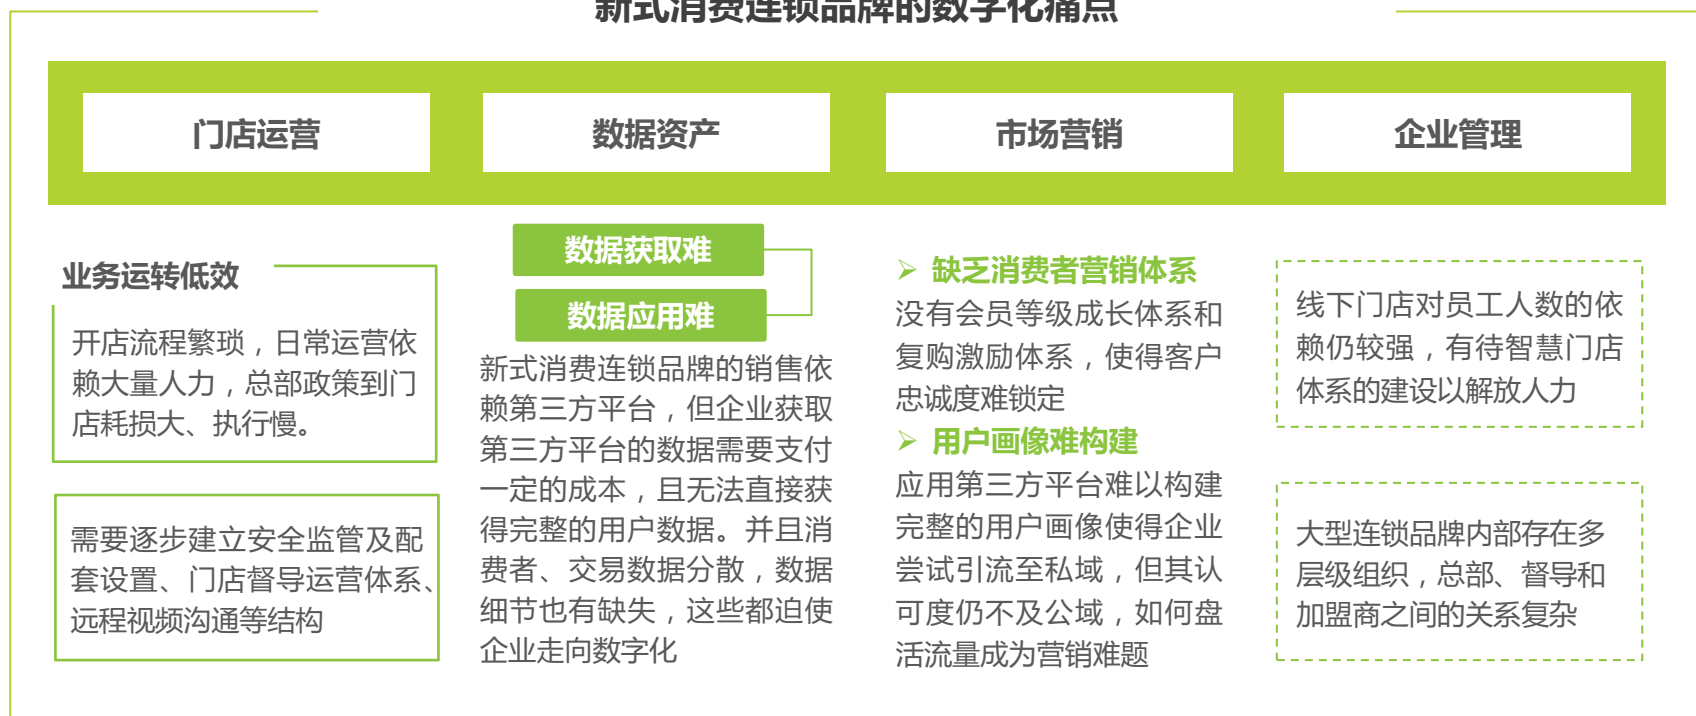 新式消费连锁品牌的数字化痛点
门店运营
数据资产
市场营销
企业管理
业务运转低效
开店流程繁琐，日常运营依
赖大量人力，总部政策到门
店耗损大、执行慢。
需要逐步建立安全监管及配
套设置、门店督导运营体系、
远程视频沟通等结构
数据获取难
数据应用难
新式消费连锁品牌的销售依
赖第三方平台，但企业获取
第三方平台的数据需要支付
一定的成本，且无法直接获
得完整的用户数据。并且消
费者、交易数据分散，数据
细节也有缺失，这些都迫使
企业走向数字化
➢ 缺乏消费者营销体系
没有会员等级成长体系和
复购激励体系，使得客户
忠诚度难锁定
➢ 用户画像难构建
应用第三方平台难以构建
完整的用户画像使得企业
尝试引流至私域，但其认
可度仍不及公域，如何盘
活流量成为营销难题
线下门店对员工人数的依
赖仍较强，有待智慧门店
体系的建设以解放人力
大型连锁品牌内部存在多
层级组织，总部、督导和
加盟商之间的关系复杂